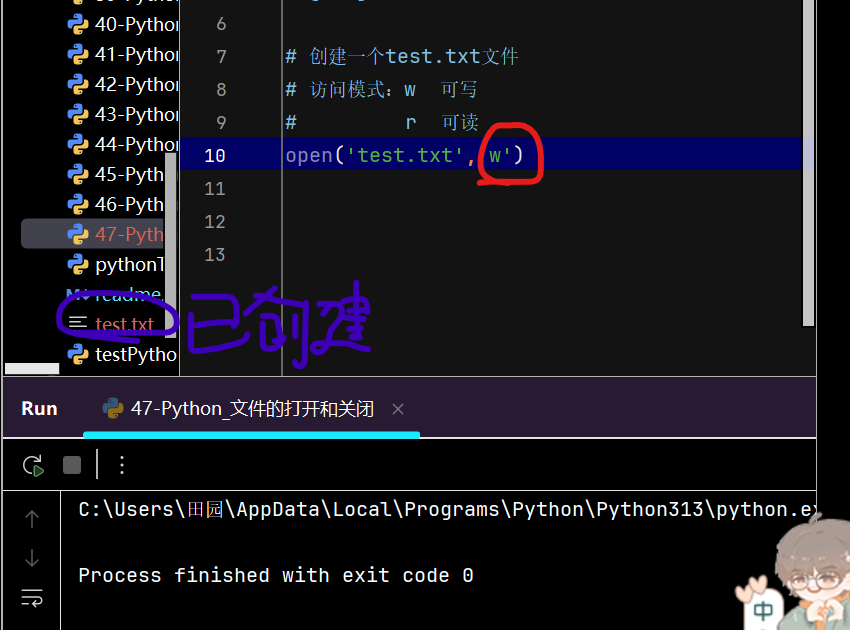 40-Python
41-Python
42-Python
43-Python
44-Python
45-Pyth
46-Pyth
47-Pyth
pythonT
readme.
test.txt
testPytho
6
7 # 创建一个test.txt文件
8 # 访问模式：w 可写
9 # r 可读
10 open('test.txt','w')
11
12
13
已创建
Run 47-Python_文件的打开和关闭
C:\Users\田园\AppData\Local\Programs\Python\Python313\python.ex
Process finished with exit code 0
中